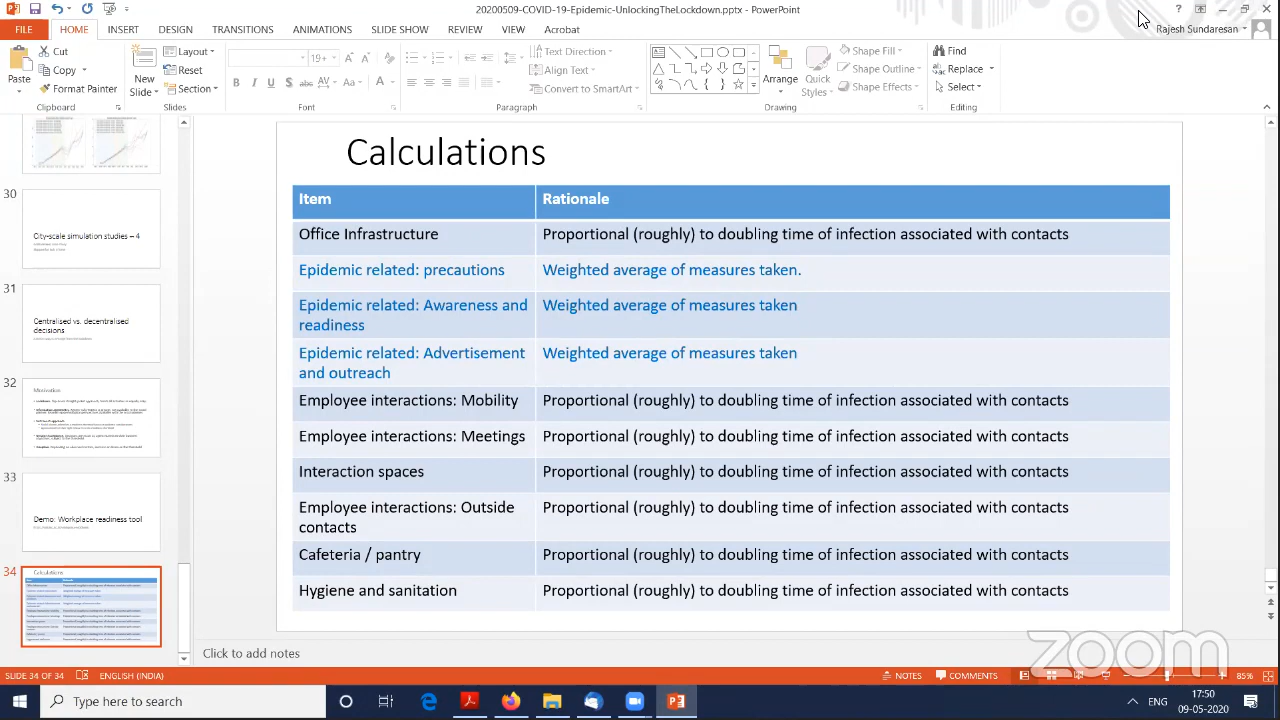 20200509-COVID-19-Epidemic-UnlockingTheLockdown.pptx - PowerPoint
FILE HOME INSERT DESIGN TRANSITIONS ANIMATIONS SLIDE SHOW REVIEW VIEW Acrobat
Rajesh Sundaresan
Paste
Cut
Copy
Format Painter
Clipboard
New
Slide
Layout
Reset
Section
Slides
19+
Font
Text Direction
Align Text
Convert to SmartArt
Paragraph
Arrange
Quick
Styles
Shape Fill
Shape Outline
Shape Effects
Drawing
Find
Replace
Select
Editing
30
City-scale simulation studies – 4
31
Centralised vs. decentralised
decisions
32
Motivation
33
Demo: Workplace readiness tool
34
Calculations
Calculations
Item Rationale
Office Infrastructure Proportional (roughly) to doubling time of infection associated with contacts
Epidemic related: precautions Weighted average of measures taken.
Epidemic related: Awareness and
readiness
Weighted average of measures taken
Epidemic related: Advertisement
and outreach
Weighted average of measures taken
Employee interactions: Mobility Proportional (roughly) to doubling time of infection associated with contacts
Employee interactions: Meetings Proportional (roughly) to doubling time of infection associated with contacts
Interaction spaces Proportional (roughly) to doubling time of infection associated with contacts
Employee interactions: Outside
contacts
Proportional (roughly) to doubling time of infection associated with contacts
Cafeteria / pantry Proportional (roughly) to doubling time of infection associated with contacts
Hygiene and sanitation Proportional (roughly) to doubling time of infection associated with contacts
zoom
Click to add notes
SLIDE 34 OF 34 ENGLISH (INDIA) NOTES COMMENTS 85%
Type here to search
ENG
17:50
09-05-2020